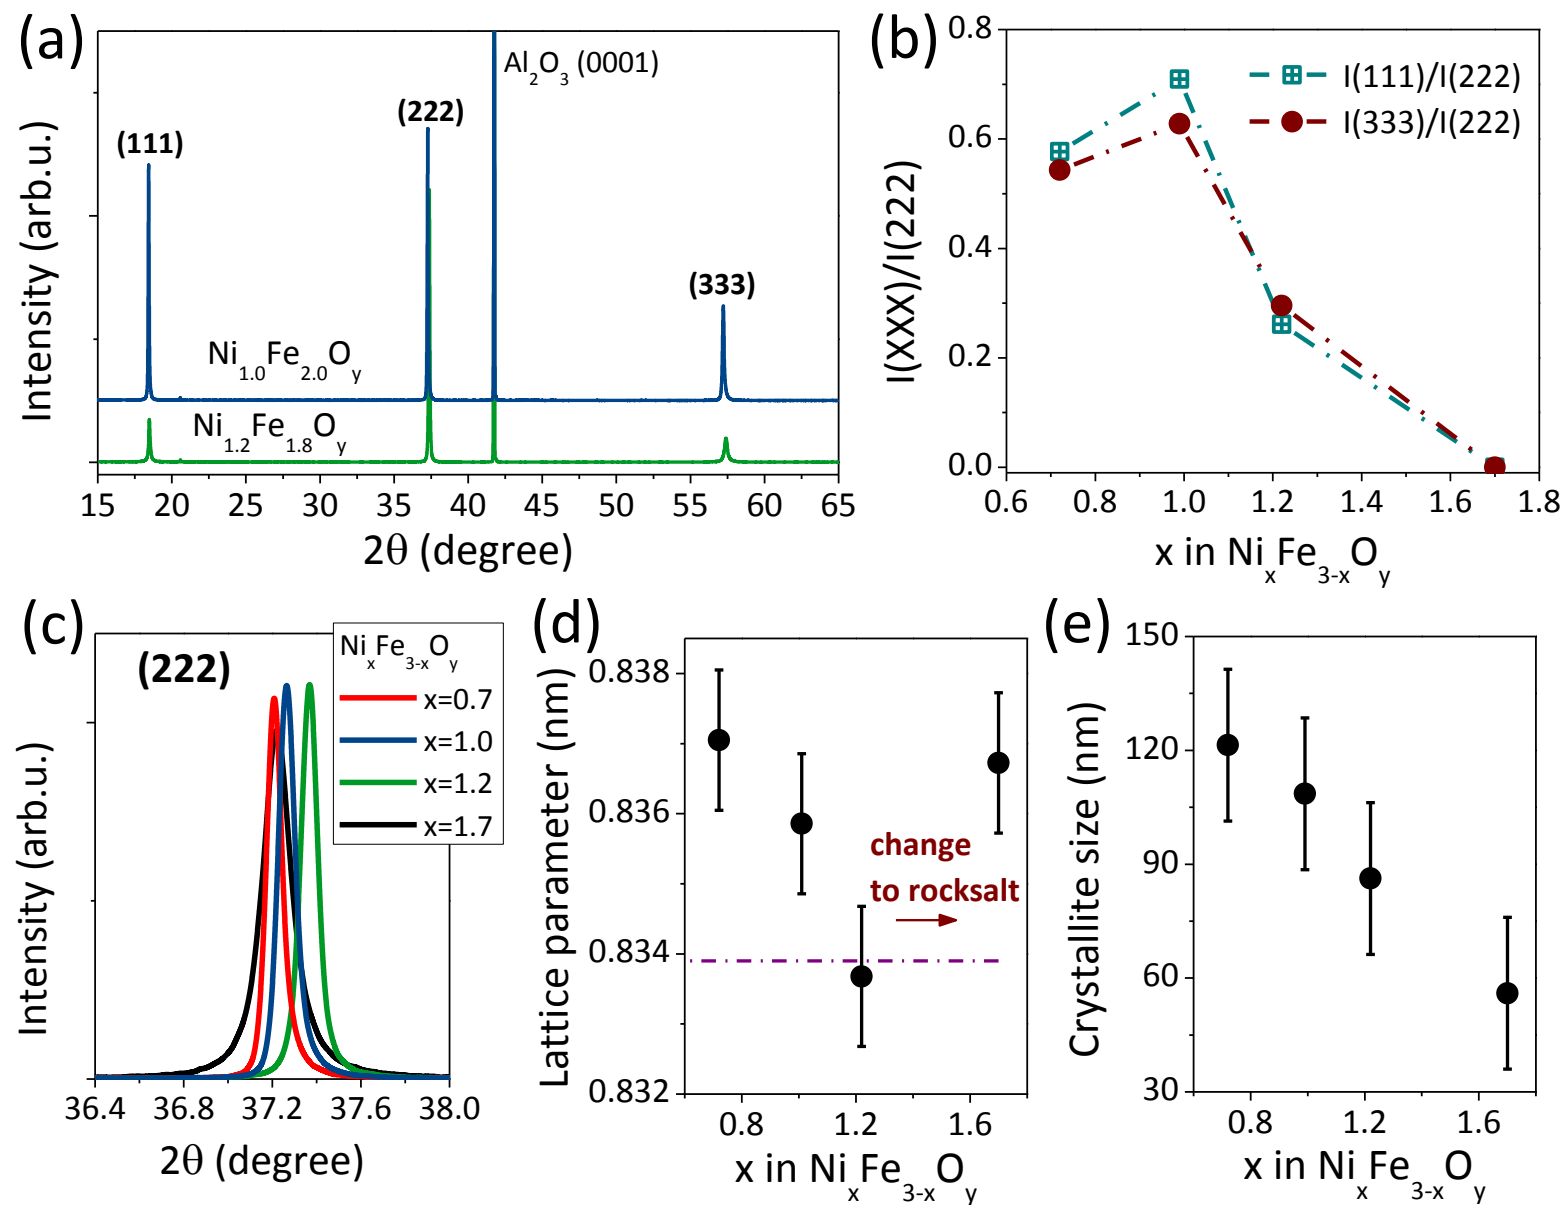 (a)
Intensity (arb.u.)
(111)
(222)
Al2O3 (0001)
(333)
Ni1.0Fe2.0Oy
Ni1.2Fe1.8Oy
15 20 25 30 35 40 45 50 55 60 65
2θ (degree)
(b)
I(XXX)/I(222)
0.8
0.6
0.4
0.2
0.0
I(111)/I(222)
I(333)/I(222)
0.6 0.8 1.0 1.2 1.4 1.6 1.8
x in NixFe3-xOy
(c)
Intensity (arb.u.)
(222)
NixFe3-xOy
x=0.7
x=1.0
x=1.2
x=1.7
36.4 36.8 37.2 37.6 38.0
2θ (degree)
(d)
Lattice parameter (nm)
0.838
0.836
0.834
0.832
change
to rocksalt
0.8 1.2 1.6
x in NixFe3-xOy
(e)
Crystallite size (nm)
150
120
90
60
30
0.8 1.2 1.6
x in NixFe3-xOy